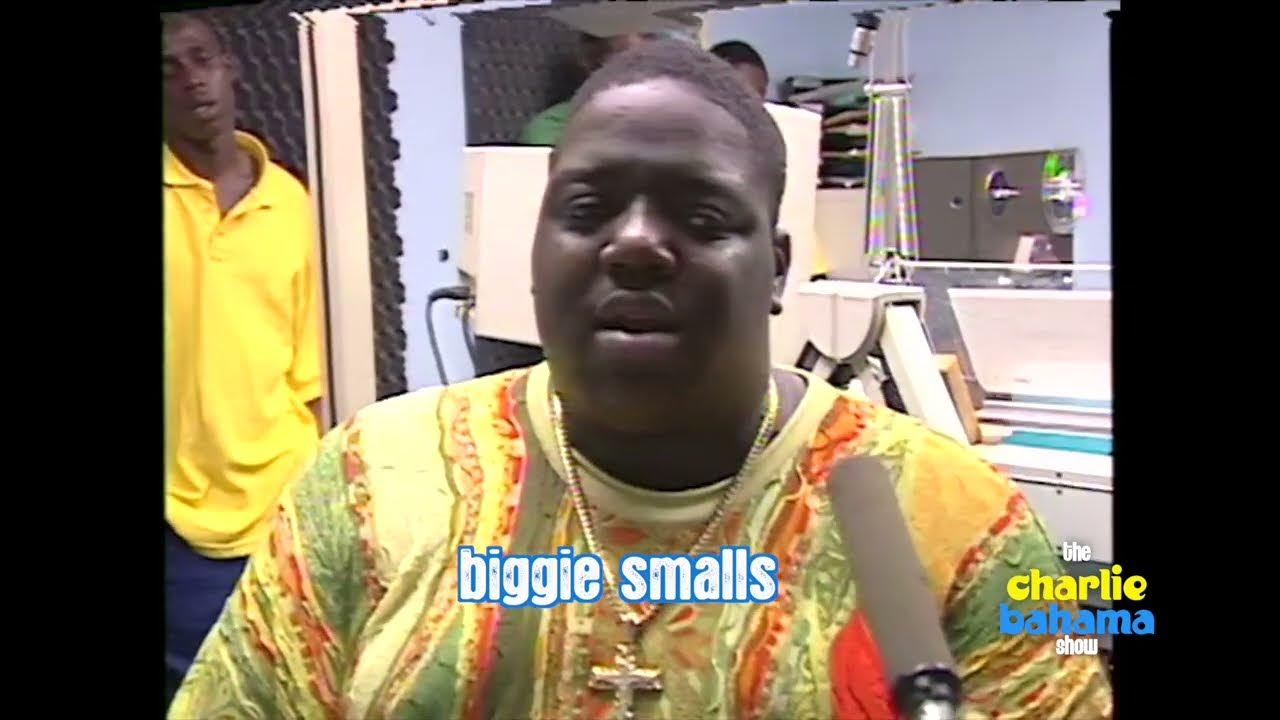 biggie smalls
the
charlie
bahama
show